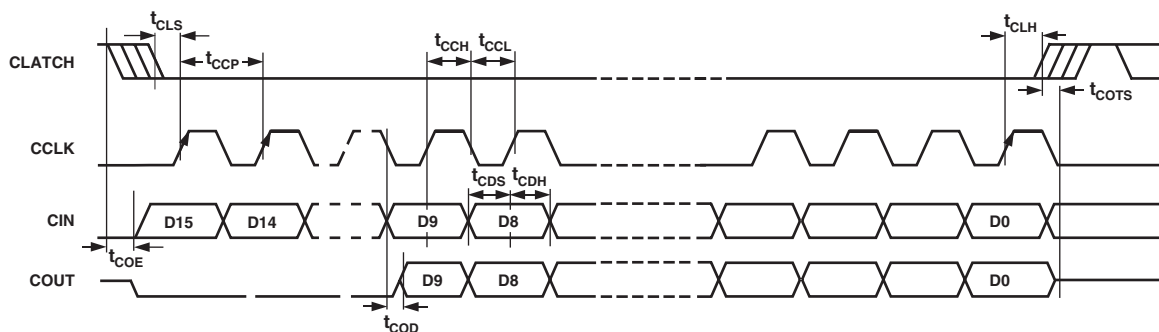 tCLS
tCCH
tCCL
tCLH
CLATCH
tCCP
tCOTS
CCLK
tCDS
tCDH
CIN
D15
D14
D9
D8
D0
tCOE
COUT
D9
D8
D0
tCOD